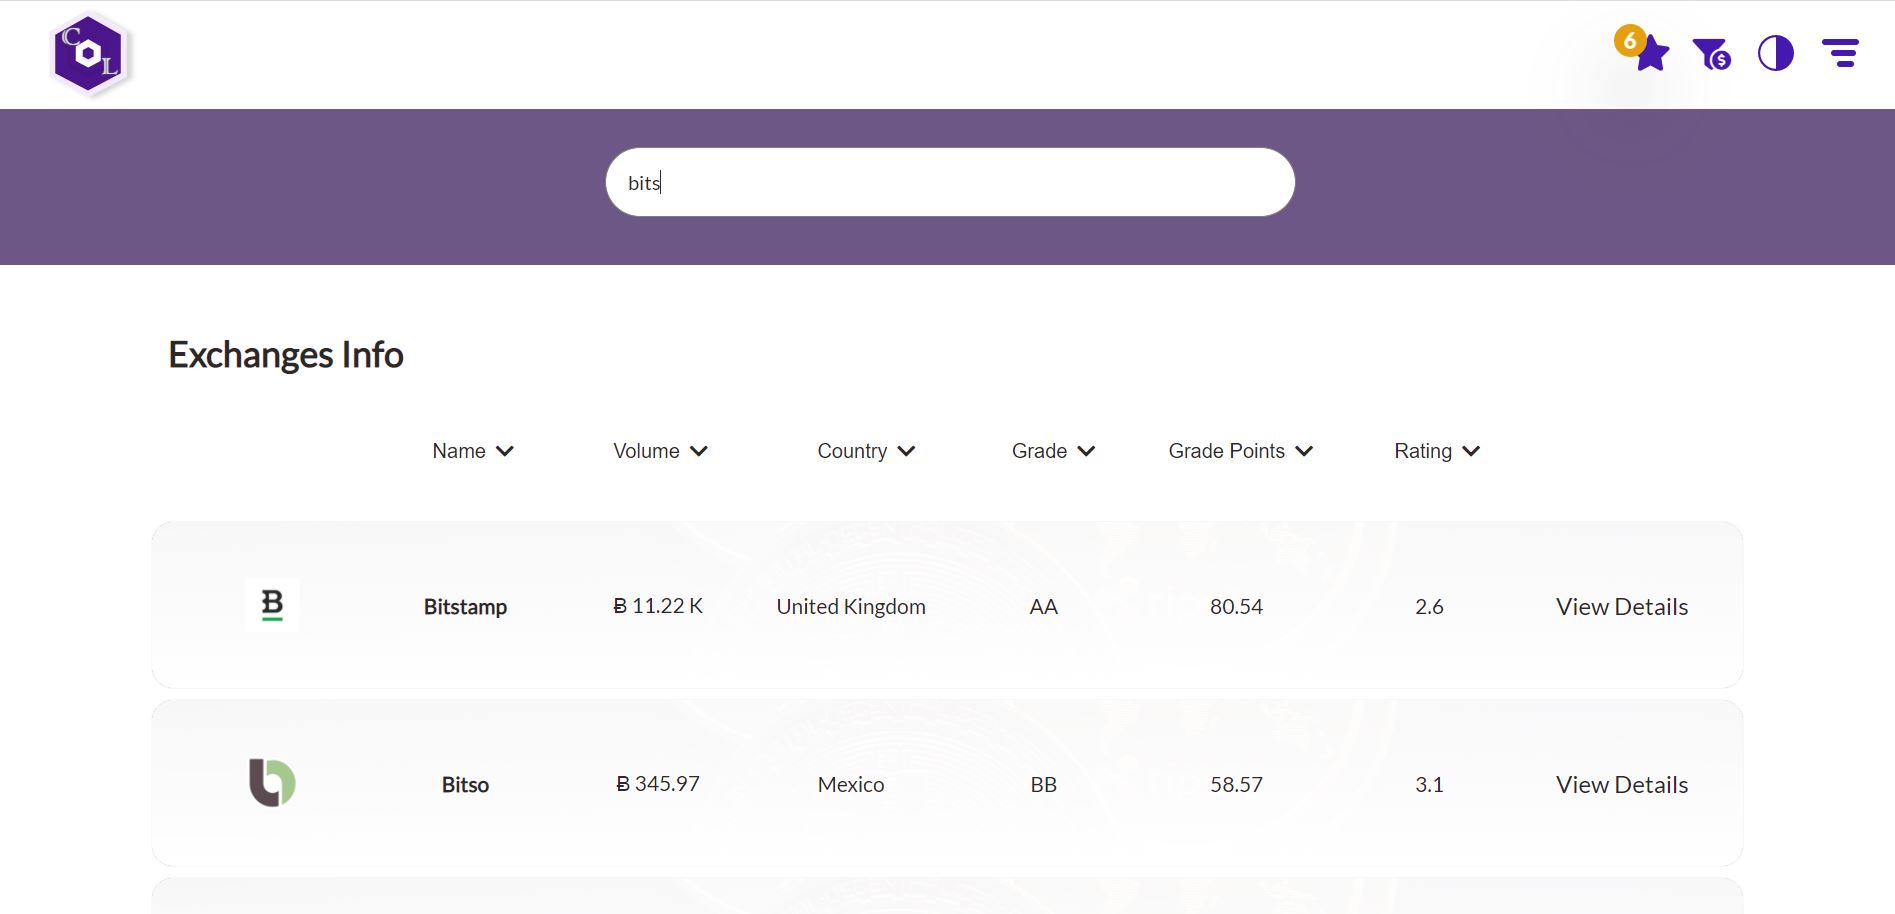 C L
6
$
bits
Exchanges Info
Name Volume Country Grade Grade Points Rating
Bitstamp Ƀ 11.22 K United Kingdom AA 80.54 2.6 View Details
Bitso Ƀ 345.97 Mexico BB 58.57 3.1 View Details